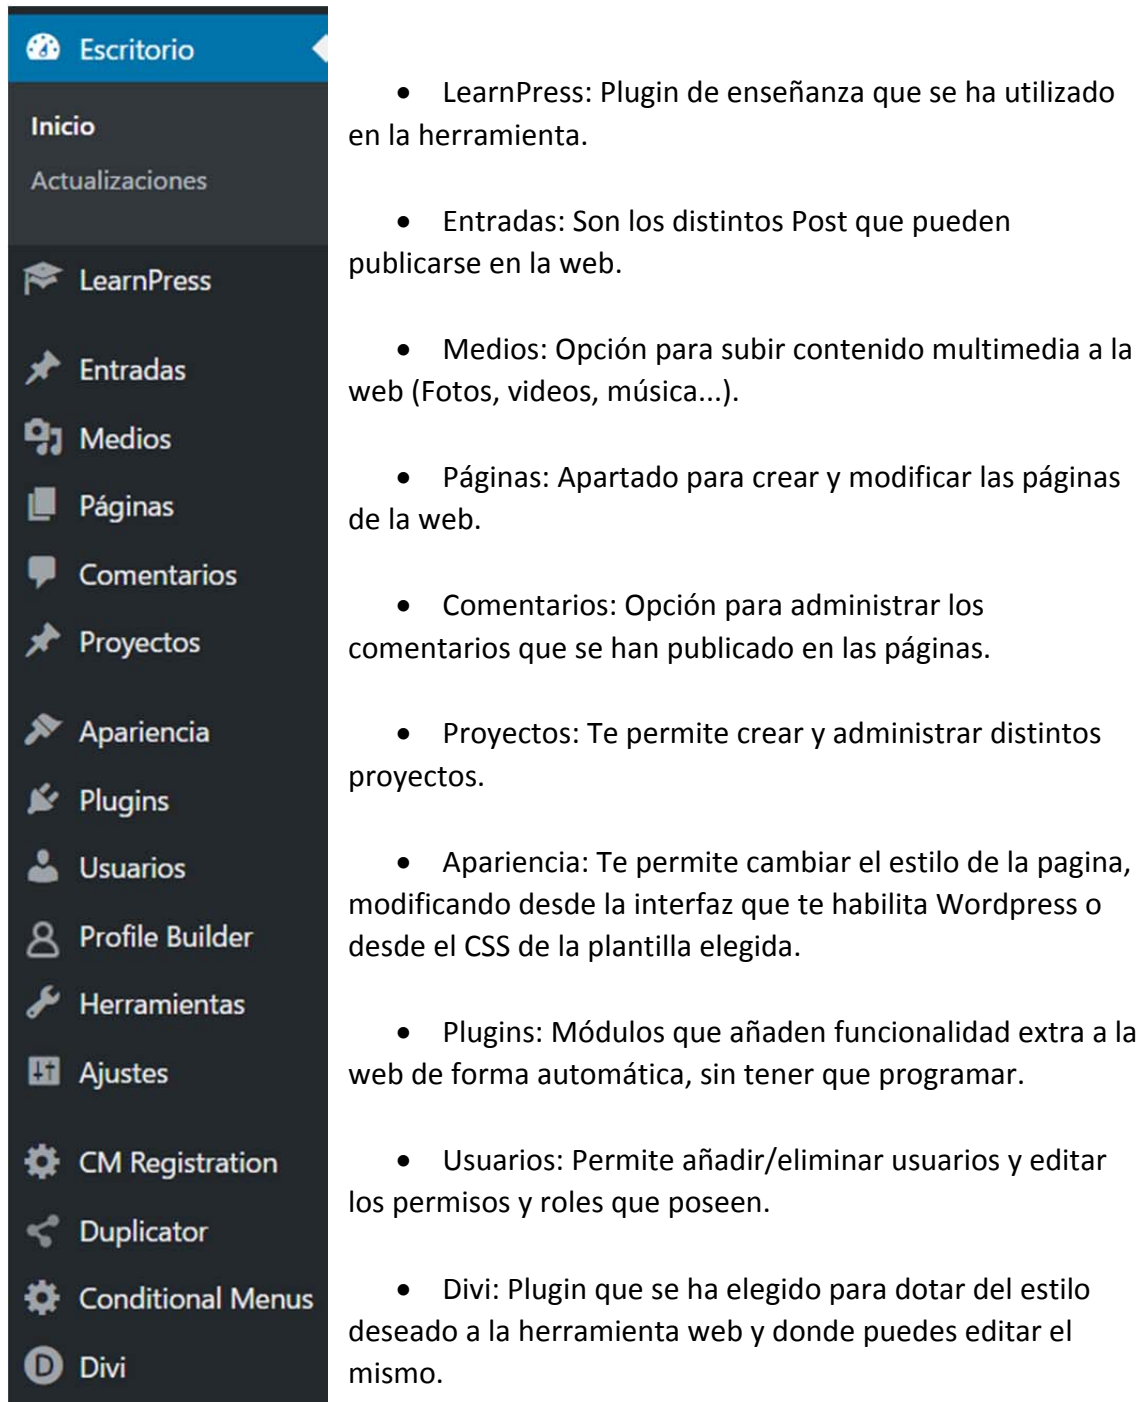 Escritorio
Inicio
Actualizaciones
LearnPress
Entradas
Medios
Páginas
Comentarios
Proyectos
Apariencia
Plugins
Usuarios
Profile Builder
Herramientas
Ajustes
CM Registration
Duplicator
Conditional Menus
Divi
• LearnPress: Plugin de enseñanza que se ha utilizado
en la herramienta.
• Entradas: Son los distintos Post que pueden
publicarse en la web.
• Medios: Opción para subir contenido multimedia a la
web (Fotos, videos, música...).
• Páginas: Apartado para crear y modificar las páginas
de la web.
• Comentarios: Opción para administrar los
comentarios que se han publicado en las páginas.
• Proyectos: Te permite crear y administrar distintos
proyectos.
• Apariencia: Te permite cambiar el estilo de la pagina,
modificando desde la interfaz que te habilita Wordpress o
desde el CSS de la plantilla elegida.
• Plugins: Módulos que añaden funcionalidad extra a la
web de forma automática, sin tener que programar.
• Usuarios: Permite añadir/eliminar usuarios y editar
los permisos y roles que poseen.
• Divi: Plugin que se ha elegido para dotar del estilo
deseado a la herramienta web y donde puedes editar el
mismo.